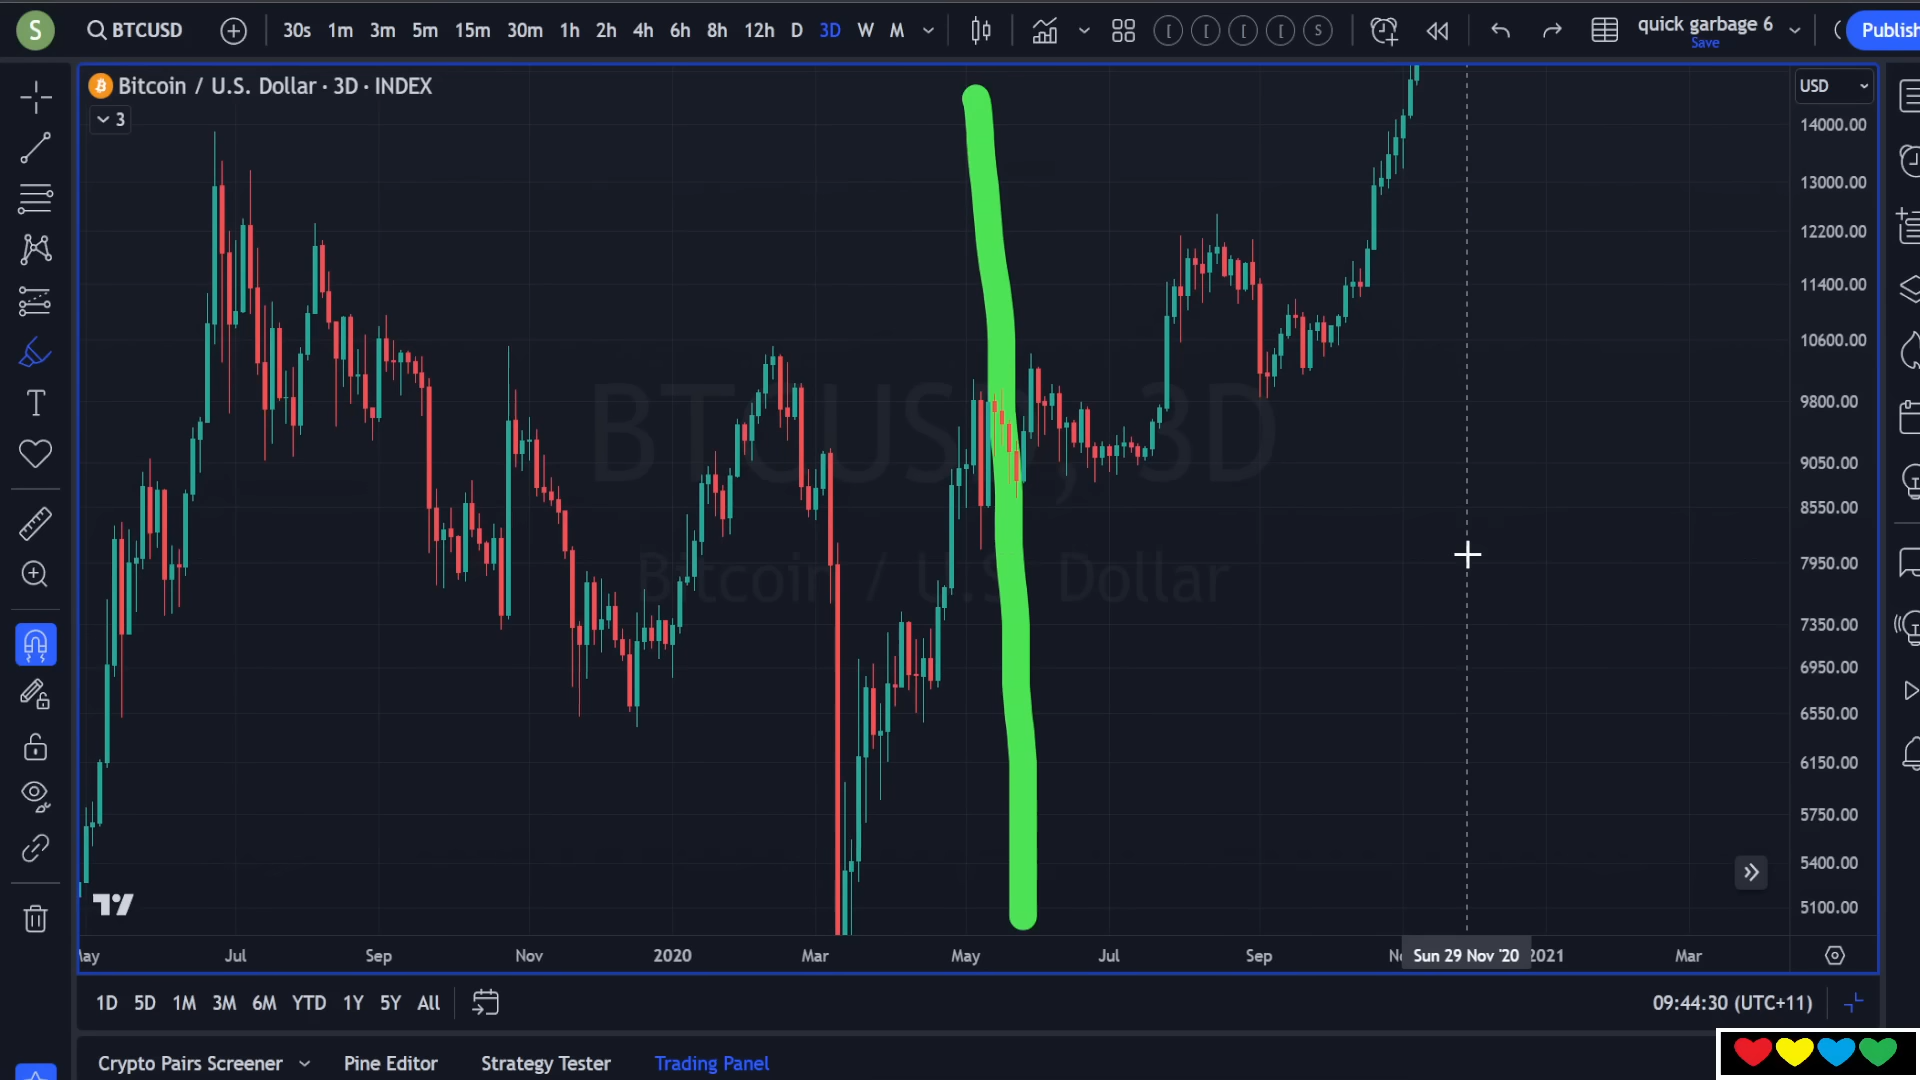 S
BTCUSD
30s 1m 3m 5m 15m 30m 1h 2h 4h 6h 8h 12h D 3D W M
S
quick garbage 6
Save
Publish
Bitcoin / U.S. Dollar · 3D · INDEX
3
USD
14000.00
13000.00
12200.00
11400.00
10600.00
9800.00
9050.00
8550.00
7950.00
7350.00
6950.00
6550.00
6150.00
5750.00
5400.00
5100.00
BTCUSD, 3D
Bitcoin / U.S. Dollar
Jul Sep Nov 2020 Mar May Jul Sep Sun 29 Nov '20 2021 Mar
1D 5D 1M 3M 6M YTD 1Y 5Y All
09:44:30 (UTC+11)
Crypto Pairs Screener Pine Editor Strategy Tester Trading Panel